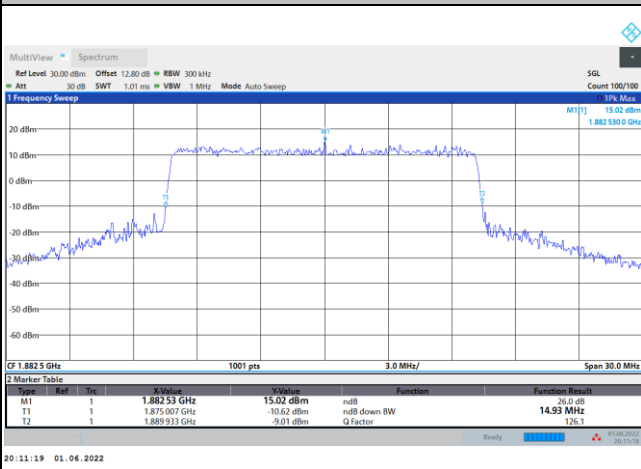 MultiView Spectrum
Ref Level 30.00 dBm Offset 12.80 dB RBW 300 kHz SGL
Att 30 dB SWT 1.01 ms VBW 1 MHz Mode Auto Sweep Count 100/100
1 Frequency Sweep 1Pk Max
M1[1] 15.02 dBm
1.882 530 0 GHz
20 dBm
M1
10 dBm
0 dBm
T1
T2
-10 dBm
-20 dBm
-30 dBm
-40 dBm
-50 dBm
-60 dBm
CF 1.882 5 GHz 1001 pts 3.0 MHz/ Span 30.0 MHz
2 Marker Table
Type Ref Trc X-Value Y-Value Function Function Result
M1 1 1.882 53 GHz 15.02 dBm ndB 26.0 dB
T1 1 1.875 007 GHz -10.62 dBm ndB down BW 14.93 MHz
T2 1 1.889 933 GHz -9.01 dBm Q Factor 126.1
Ready 01.06.2022
20:11:18
20:11:19 01.06.2022